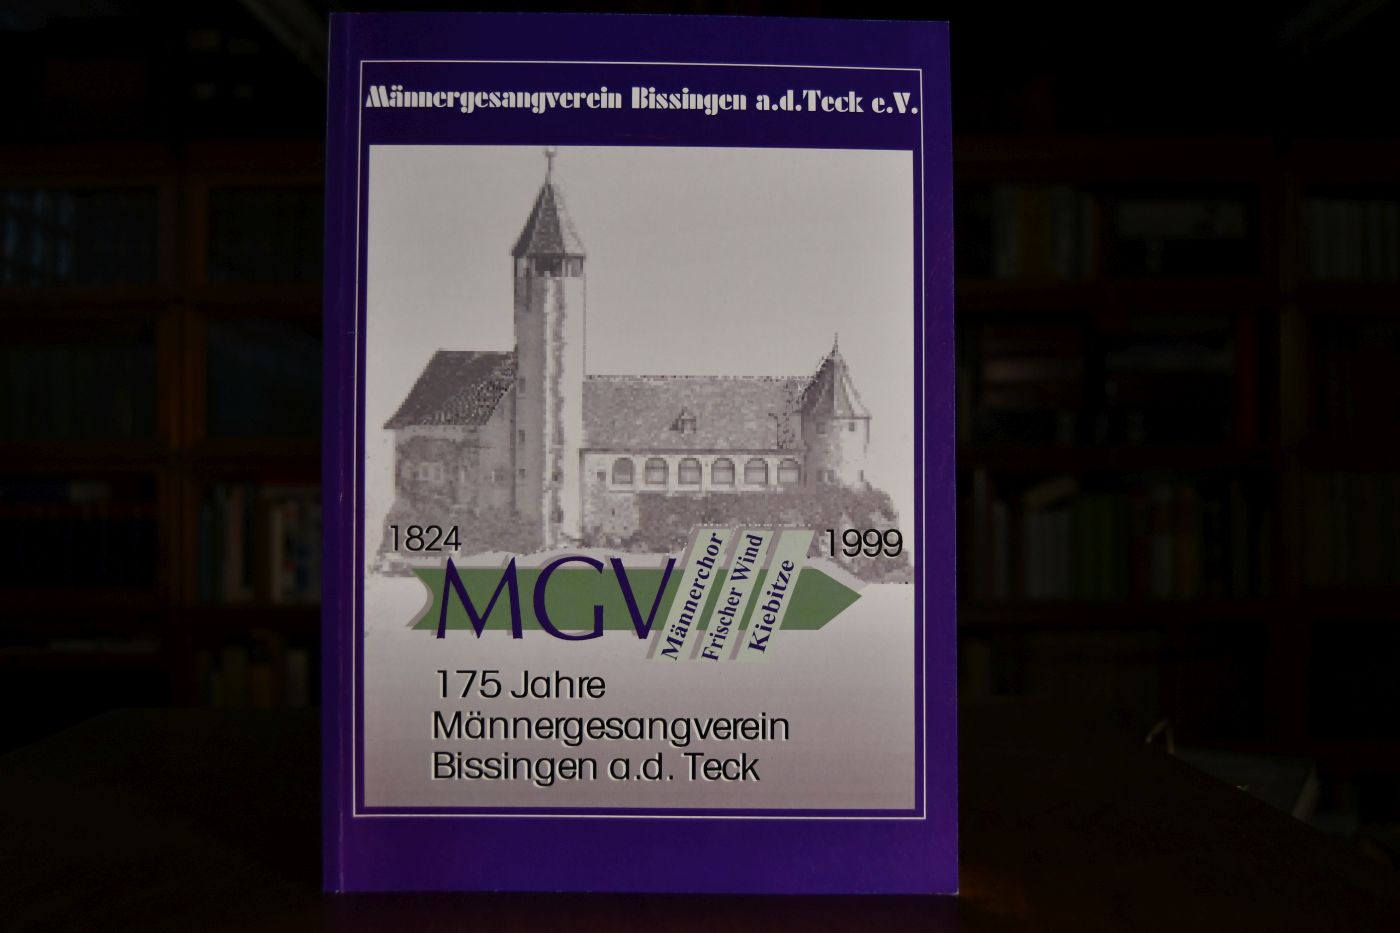 Männergesangverein Bissingen a.d.Teck e.V.
1824
1999
MGV
Männerchor
Frischer Wind
Kiebitze
175 Jahre
Männergesangverein
Bissingen a.d. Teck